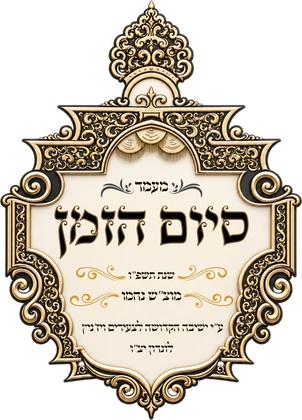 מעמד
סיום הזמן
שנת תשפ"ו
מוצ"ש נחמו
ע"י ישיבה הקדושה לצעירים ויז'ניץ
לונדון יצ"ו